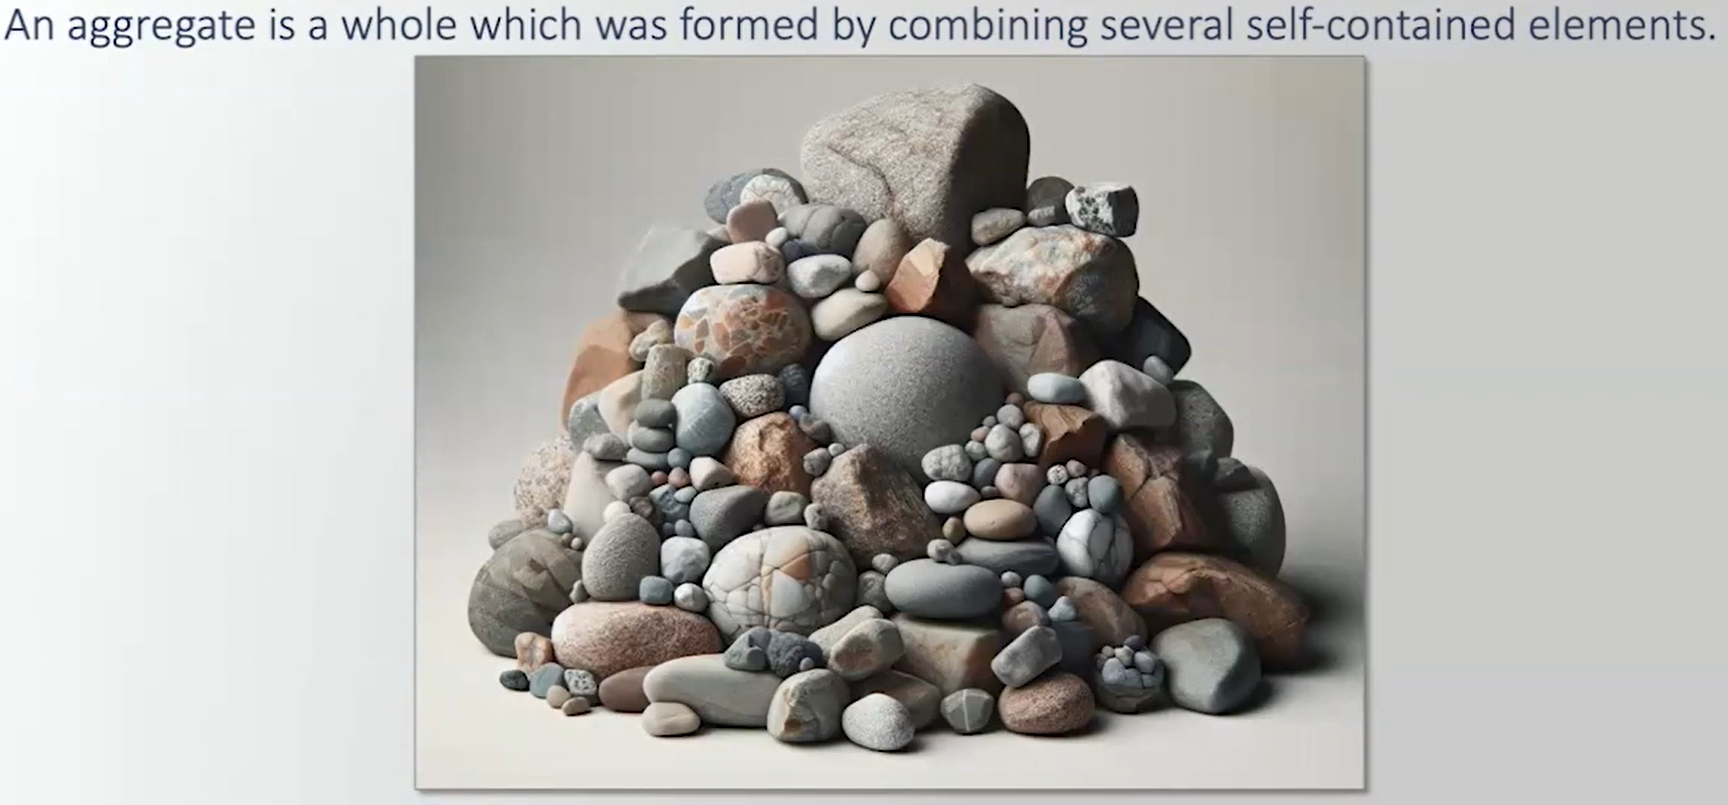 An aggregate is a whole which was formed by combining several self-contained elements.